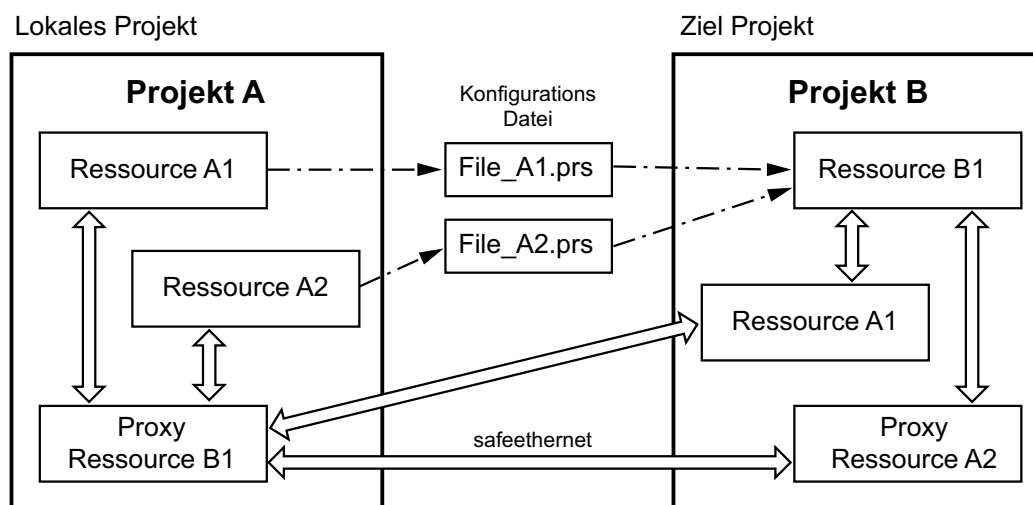 Lokales Projekt
Ziel Projekt
Projekt A
Konfigurations
Datei
Projekt B
Ressource A1
File_A1.prs
Ressource B1
File_A2.prs
Ressource A2
Ressource A1
Proxy
Ressource B1
safeethernet
Proxy
Ressource A2